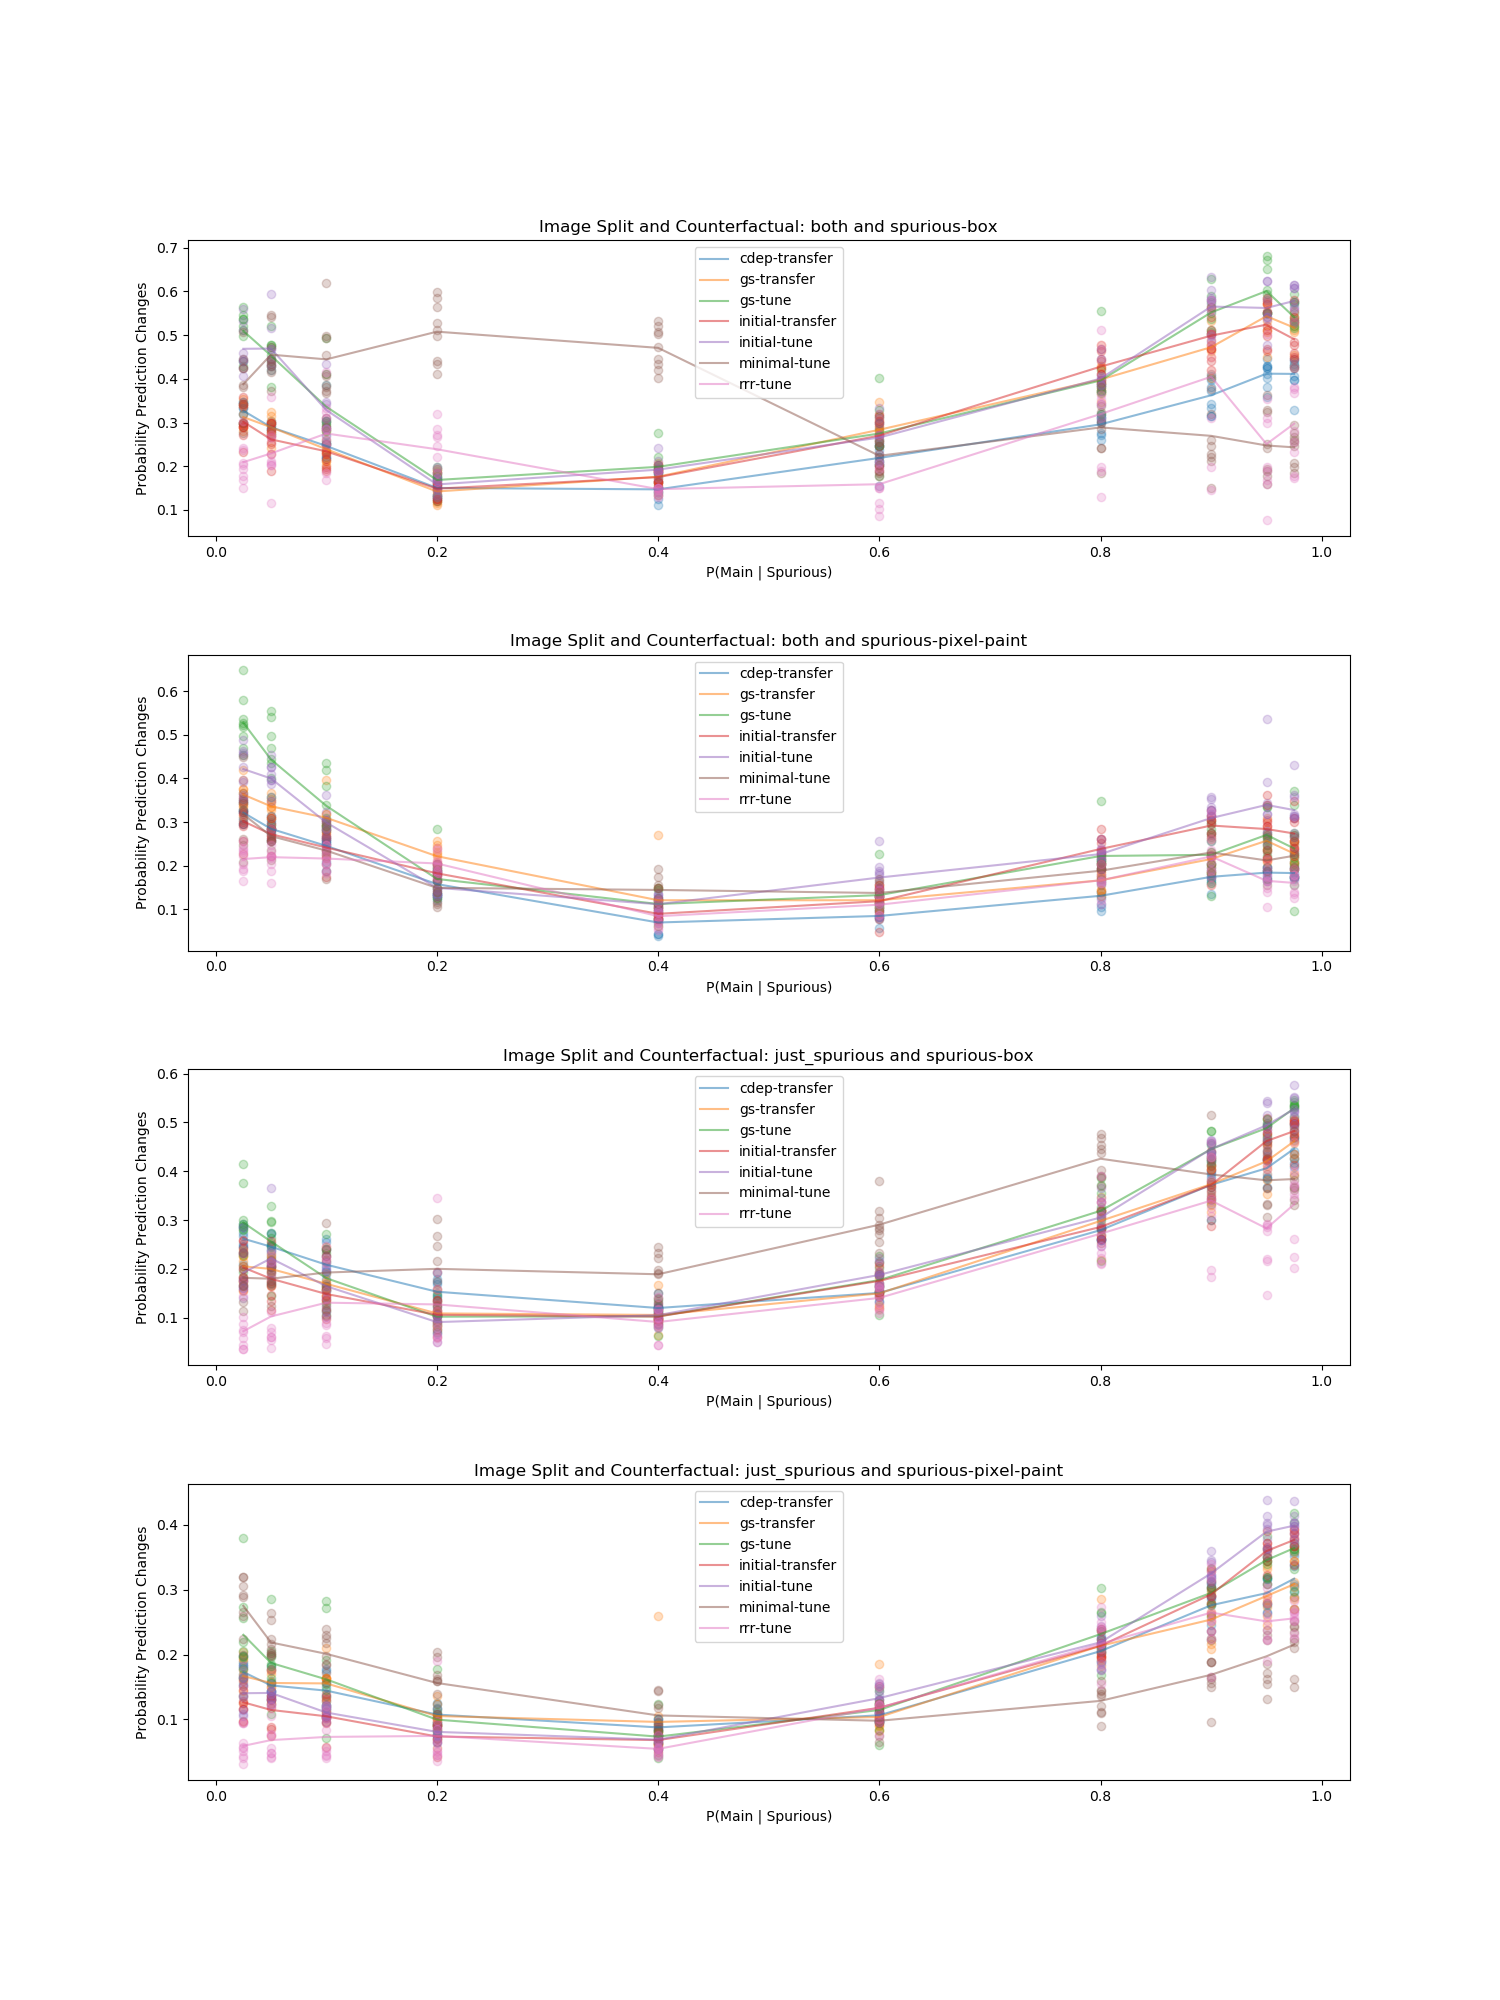 Image Split and Counterfactual: both and spurious-box
Probability Prediction Changes
0.7
0.6
0.5
0.4
0.3
0.2
0.1
cdep-transfer
gs-transfer
gs-tune
initial-transfer
initial-tune
minimal-tune
rrr-tune
0.0 0.2 0.4 0.6 0.8 1.0
P(Main | Spurious)
Image Split and Counterfactual: both and spurious-pixel-paint
Probability Prediction Changes
0.6
0.5
0.4
0.3
0.2
0.1
cdep-transfer
gs-transfer
gs-tune
initial-transfer
initial-tune
minimal-tune
rrr-tune
0.0 0.2 0.4 0.6 0.8 1.0
P(Main | Spurious)
Image Split and Counterfactual: just_spurious and spurious-box
Probability Prediction Changes
0.6
0.5
0.4
0.3
0.2
0.1
cdep-transfer
gs-transfer
gs-tune
initial-transfer
initial-tune
minimal-tune
rrr-tune
0.0 0.2 0.4 0.6 0.8 1.0
P(Main | Spurious)
Image Split and Counterfactual: just_spurious and spurious-pixel-paint
Probability Prediction Changes
0.4
0.3
0.2
0.1
cdep-transfer
gs-transfer
gs-tune
initial-transfer
initial-tune
minimal-tune
rrr-tune
0.0 0.2 0.4 0.6 0.8 1.0
P(Main | Spurious)